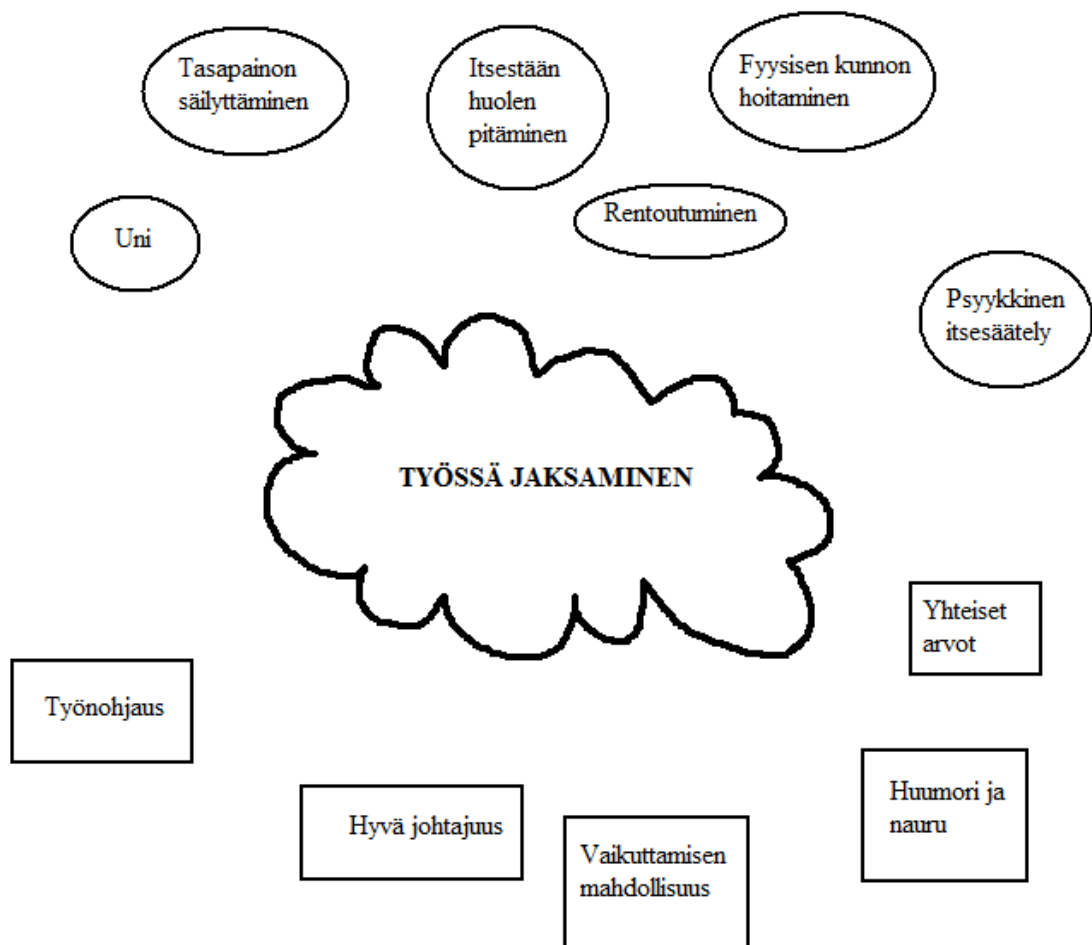 Tasapainon
säilyttäminen
Itsestään
huolen
pitäminen
Fyysisen kunnon
hoitaminen
Uni
Rentoutuminen
Psyykkinen
itsesäätely
TYÖSSÄ JAKSAMINEN
Yhteiset
arvot
Työnohjaus
Huumori ja
nauru
Hyvä johtajuus
Vaikuttamisen
mahdollisuus